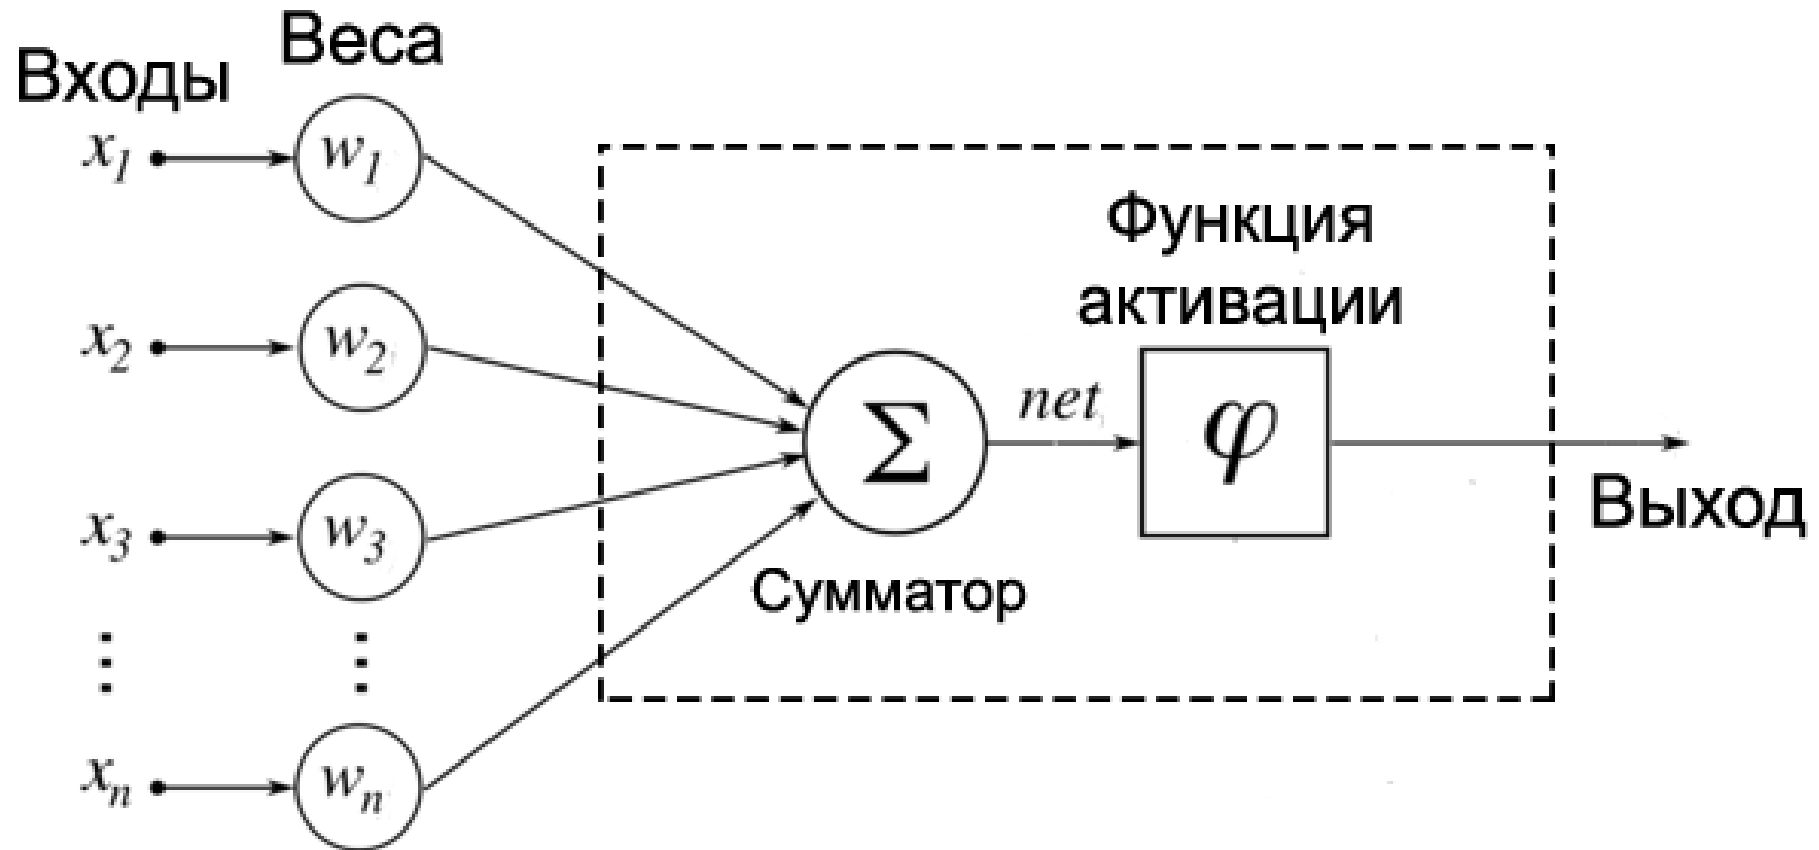 Веса
Входы
x1
w1
x2
w2
x3
w3
xn
wn
Функция
активации
Σ
net
φ
Сумматор
Выход